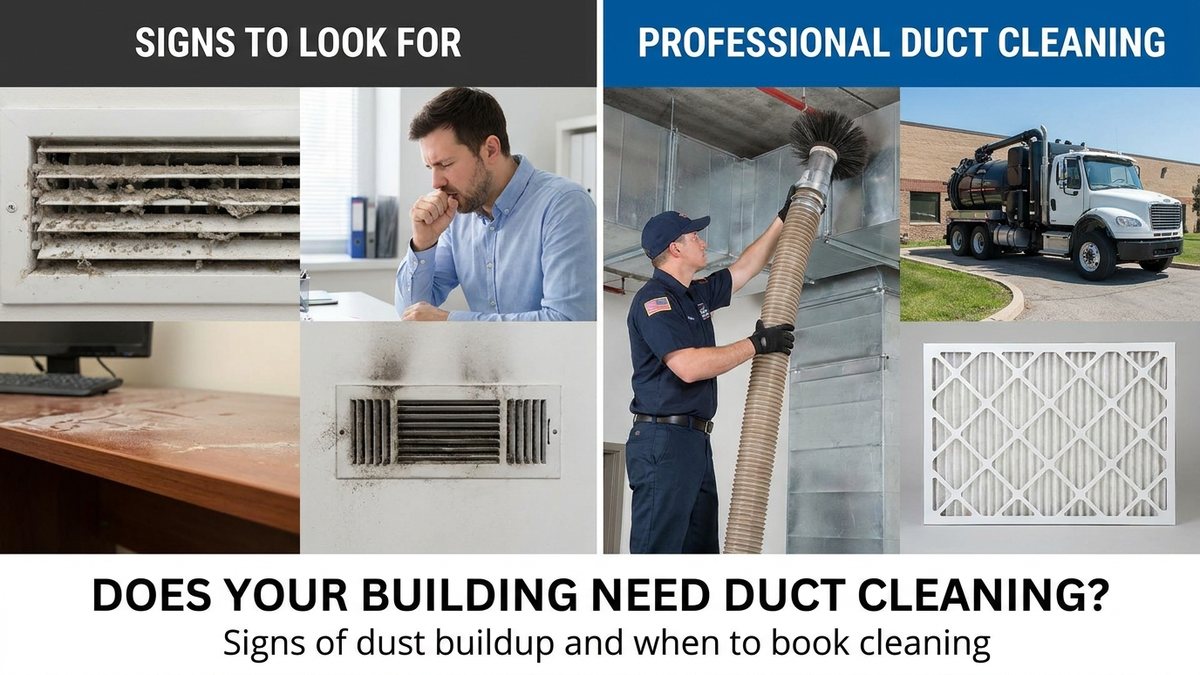 SIGNS TO LOOK FOR
PROFESSIONAL DUCT CLEANING
DOES YOUR BUILDING NEED DUCT CLEANING?
Signs of dust buildup and when to book cleaning